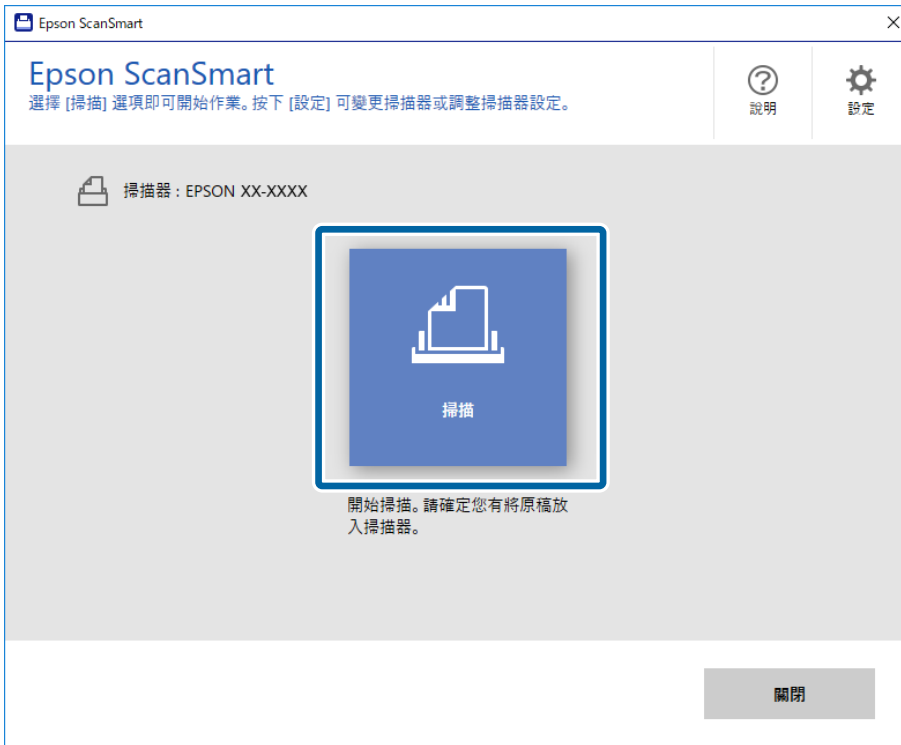 Epson ScanSmart
Epson ScanSmart
選擇 [掃描] 選項即可開始作業。按下 [設定] 可變更掃描器或調整掃描器設定。
說明
設定
掃描器 : EPSON XX-XXXX
掃描
開始掃描。請確定您有將原稿放
入掃描器。
關閉